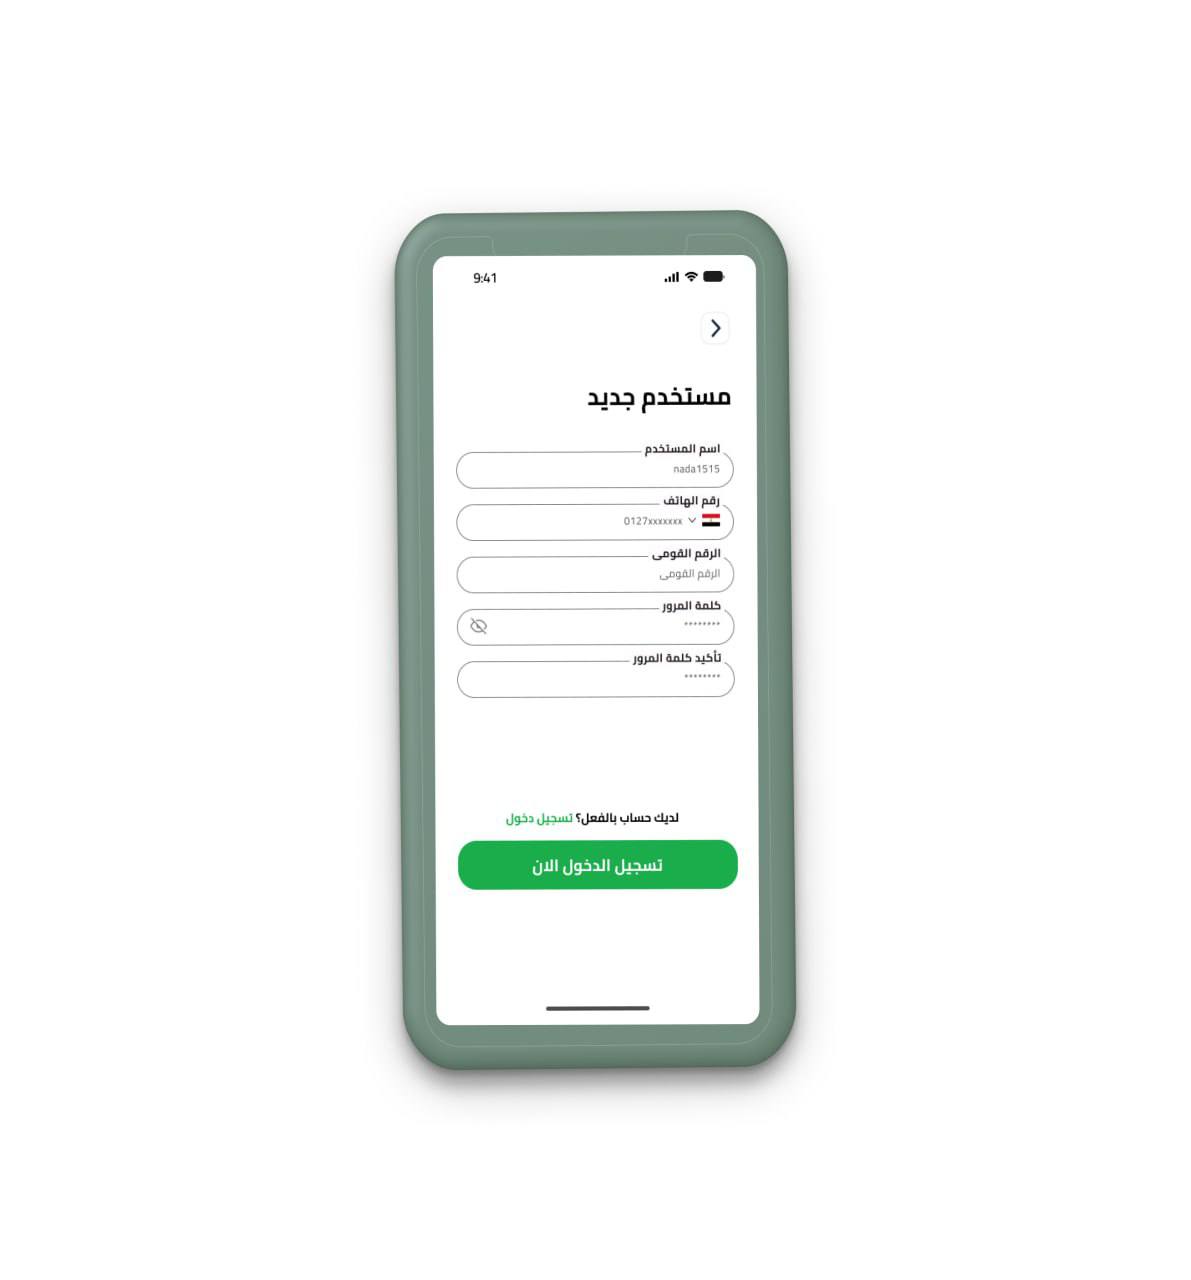 9:41
مستخدم جديد
اسم المستخدم
nada1515
رقم الهاتف
0127xxxxxxx
الرقم القومى
الرقم القومى
كلمة المرور
********
تأكيد كلمة المرور
********
لديك حساب بالفعل؟ تسجيل دخول
تسجيل الدخول الان